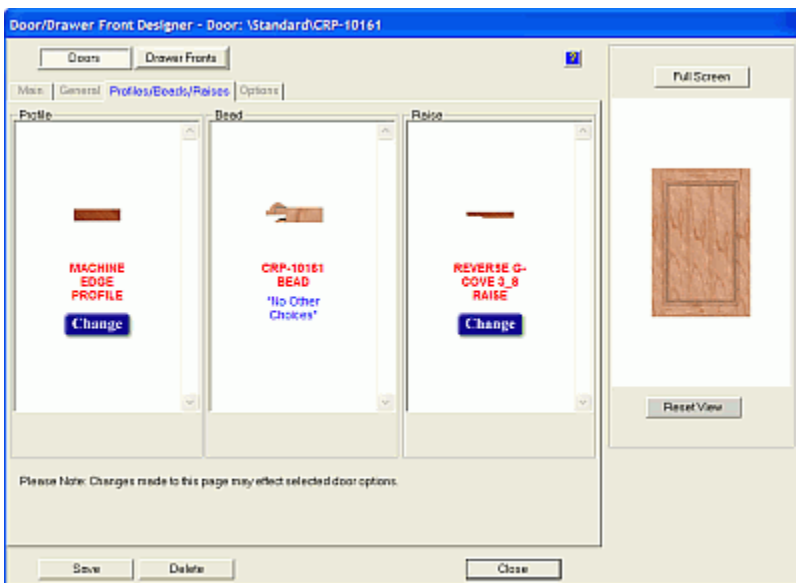 Door/Drawer Front Designer - Door: \Standard\CRP-10161
Doors
Drawer Fronts
?
Full Screen
Main
General
Profiles/Beads/Raises
Options
Profile
Bead
Raise
MACHINE
EDGE
PROFILE
Change
CRP-10161
BEAD
"No Other
Choices"
REVERSE G-
COVE 3_8
RAISE
Change
Reset View
Please Note: Changes made to this page may effect selected door options.
Save
Delete
Close